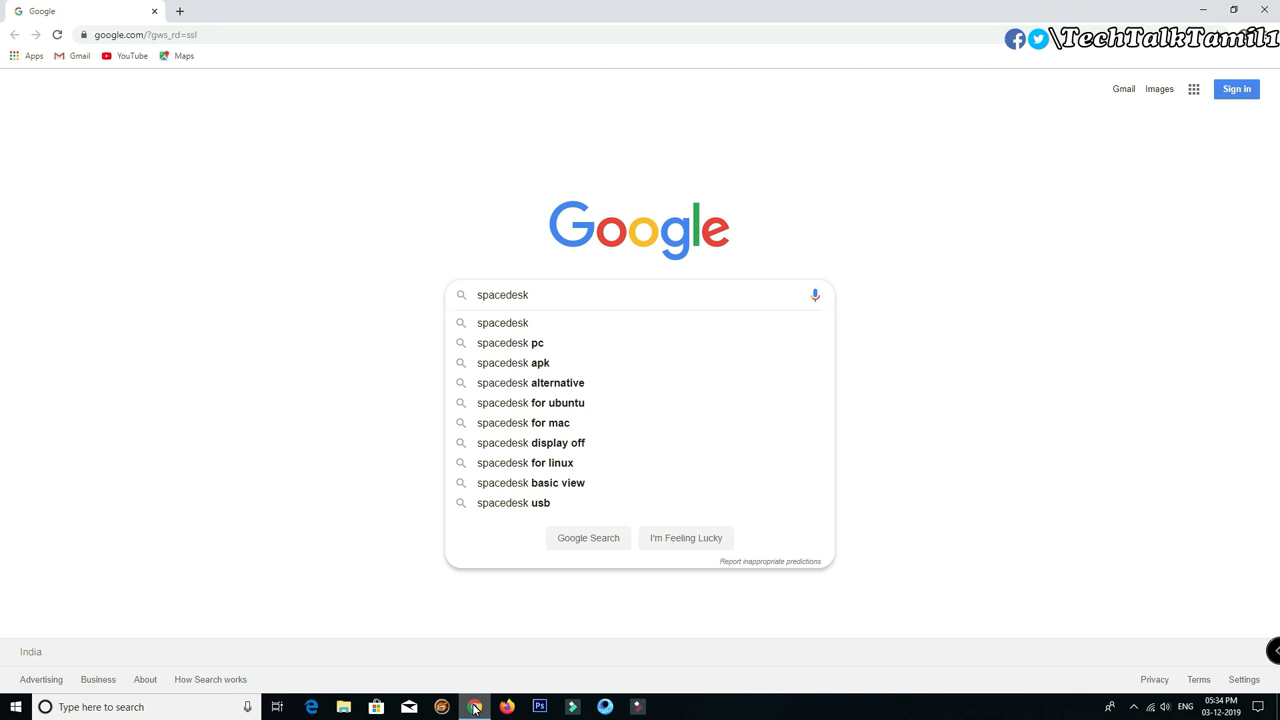 Google
google.com/?gws_rd=ssl
\TechTalkTamil1
Apps Gmail YouTube Maps
Gmail Images Sign in
Google
spacedesk
spacedesk
spacedesk pc
spacedesk apk
spacedesk alternative
spacedesk for ubuntu
spacedesk for mac
spacedesk display off
spacedesk for linux
spacedesk basic view
spacedesk usb
Google Search I'm Feeling Lucky
Report inappropriate predictions
India
Advertising Business About How Search works Privacy Terms Settings
Type here to search
Ps
ENG
05:34 PM
03-12-2019